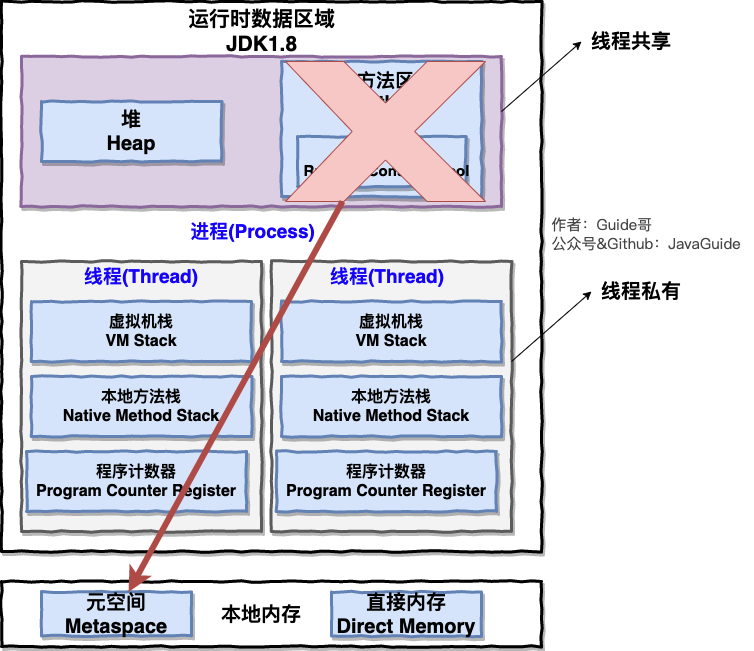 运行时数据区域
JDK1.8
线程共享
方法区
堆
Heap
进程(Process)
作者：Guide哥
公众号&Github：JavaGuide
线程(Thread)
线程(Thread)
线程私有
虚拟机栈
VM Stack
虚拟机栈
VM Stack
本地方法栈
Native Method Stack
本地方法栈
Native Method Stack
程序计数器
Program Counter Register
程序计数器
Program Counter Register
元空间
Metaspace
本地内存
直接内存
Direct Memory